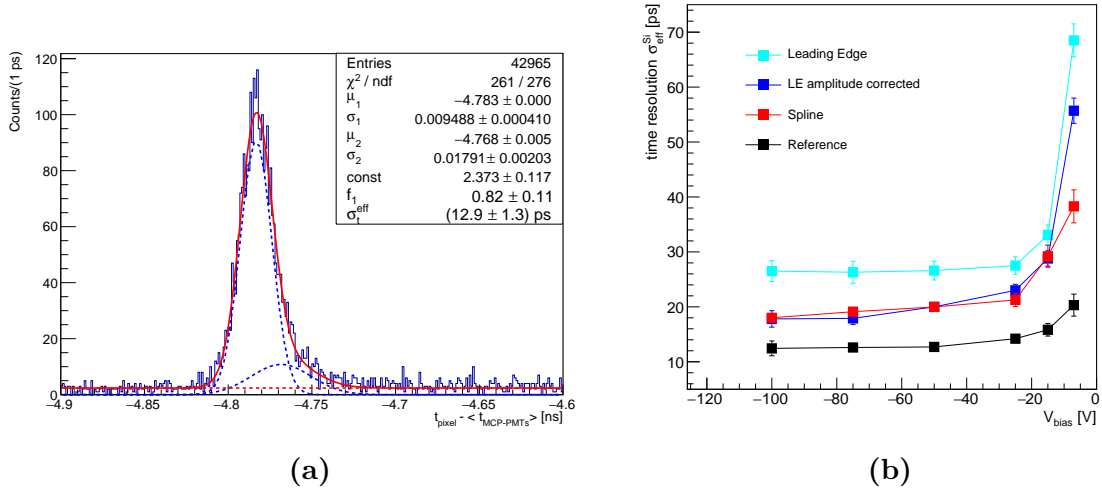 Entries 42965
χ² / ndf 261 / 276
μ₁ −4.783 ± 0.000
σ₁ 0.009488 ± 0.000410
μ₂ −4.768 ± 0.005
σ₂ 0.01791 ± 0.00203
const 2.373 ± 0.117
f₁ 0.82 ± 0.11
σₜᵉᶠᶠ (12.9 ± 1.3) ps
Counts/(1 ps)
120
100
80
60
40
20
0
−4.9 −4.85 −4.8 −4.75 −4.7 −4.65 −4.6
t_pixel - < t_MCP-PMTs > [ns]
(a)
time resolution σ_eff^Si [ps]
70
60
50
40
30
20
10
Leading Edge
LE amplitude corrected
Spline
Reference
−120 −100 −80 −60 −40 −20 0
V_bias [V]
(b)